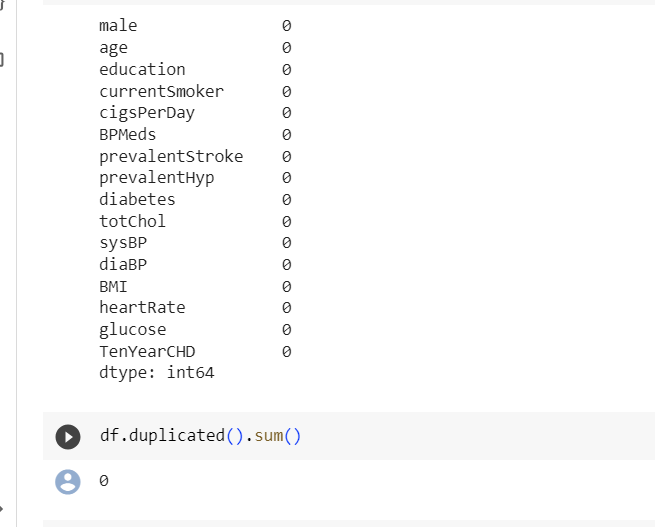 male 0
age 0
education 0
currentSmoker 0
cigsPerDay 0
BPMeds 0
prevalentStroke 0
prevalentHyp 0
diabetes 0
totChol 0
sysBP 0
diaBP 0
BMI 0
heartRate 0
glucose 0
TenYearCHD 0
dtype: int64
df.duplicated().sum()
0